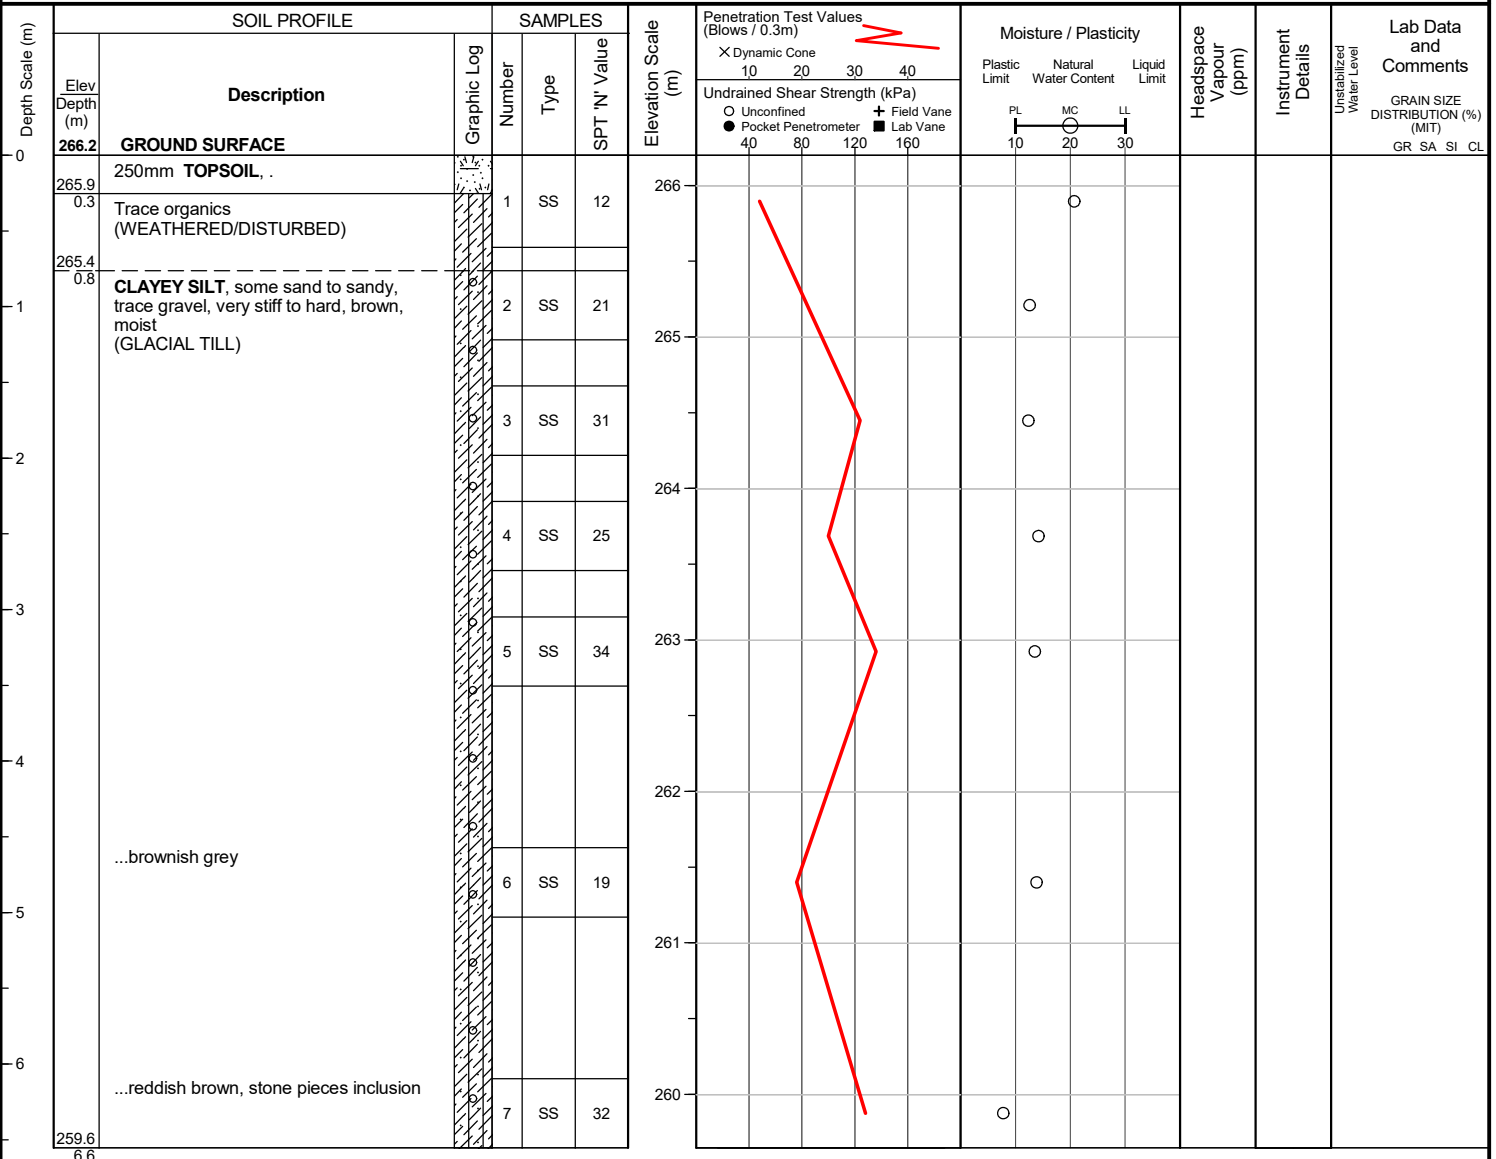 SOIL PROFILE
SAMPLES
Depth Scale (m)
Elev
Depth
(m)
Description
Graphic Log
Number
Type
SPT 'N' Value
Elevation Scale
(m)
Penetration Test Values
(Blows / 0.3m)
Dynamic Cone
10 20 30 40
Undrained Shear Strength (kPa)
Unconfined Field Vane
Pocket Penetrometer Lab Vane
40 80 120 160
Moisture / Plasticity
Plastic Limit
Natural Water Content
Liquid Limit
PL MC LL
10 20 30
Headspace
Vapour
(ppm)
Instrument
Details
Unstabilized
Water Level
Lab Data
and
Comments
GRAIN SIZE
DISTRIBUTION (%)
(MIT)
GR SA SI CL
266.2 GROUND SURFACE
0
250mm TOPSOIL, .
265.9
0.3
Trace organics
(WEATHERED/DISTURBED)
1 SS 12
266
265.4
0.8
CLAYEY SILT, some sand to sandy,
trace gravel, very stiff to hard, brown,
moist
(GLACIAL TILL)
1
2 SS 21
265
3 SS 31
2
264
4 SS 25
3
263
5 SS 34
4
262
...brownish grey
6 SS 19
5
261
6
...reddish brown, stone pieces inclusion
260
7 SS 32
259.6
6.6